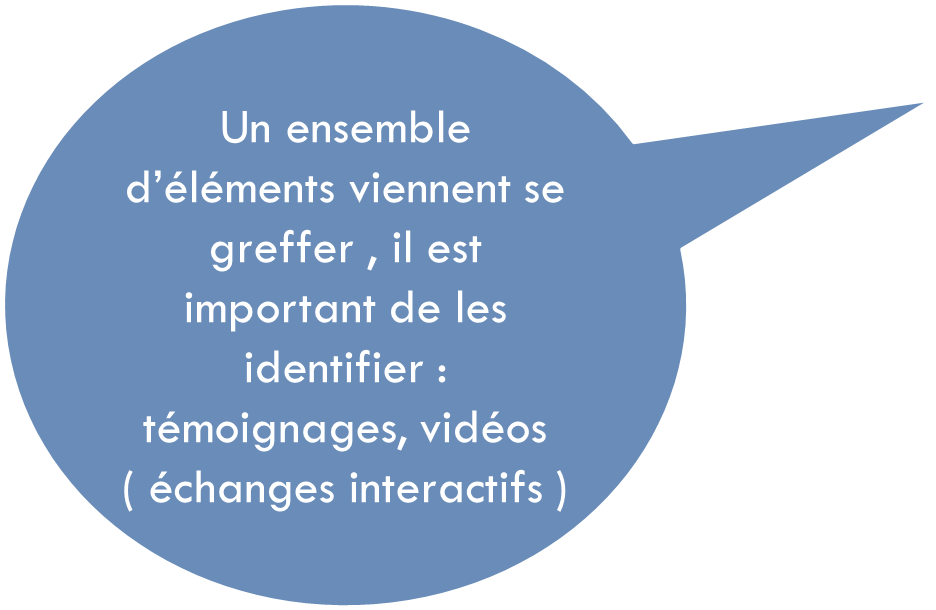 Un ensemble
d’éléments viennent se
greffer , il est
important de les
identifier :
témoignages, vidéos
( échanges interactifs )